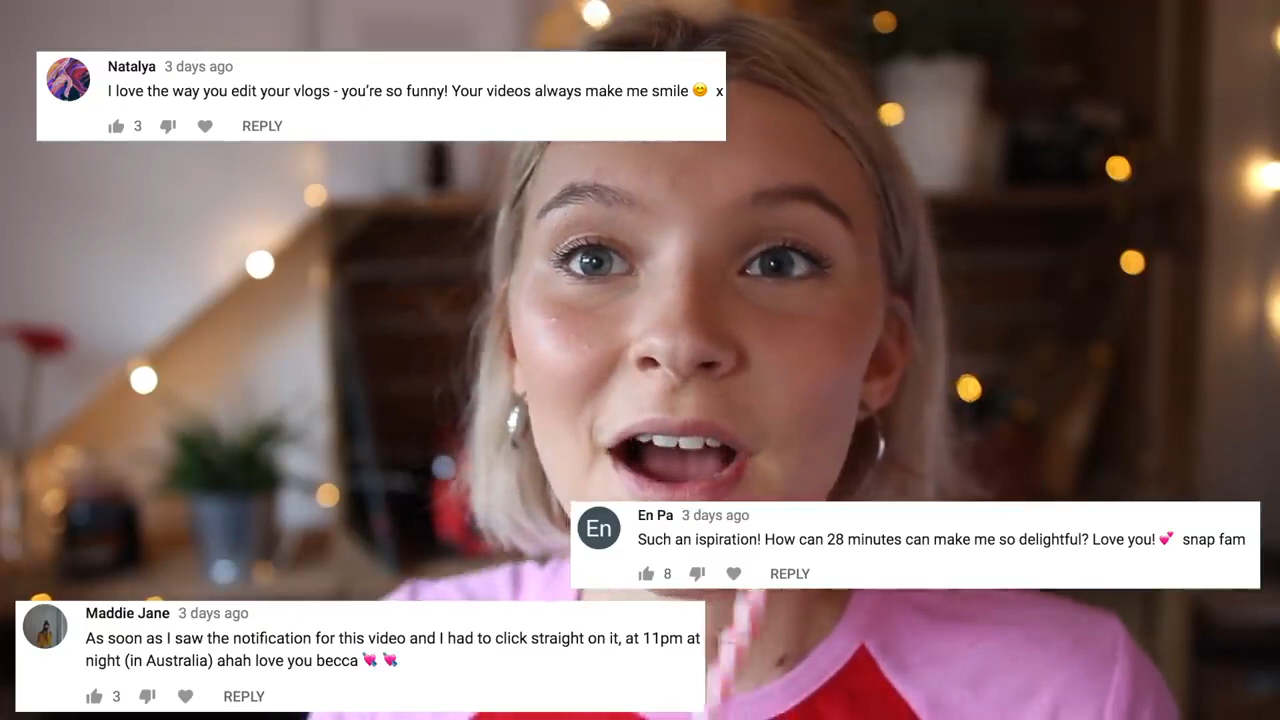 Natalya 3 days ago
I love the way you edit your vlogs - you're so funny! Your videos always make me smile 😊 x
3 REPLY
En
En Pa 3 days ago
Such an ispiration! How can 28 minutes can make me so delightful? Love you! 💕 snap fam
8 REPLY
Maddie Jane 3 days ago
As soon as I saw the notification for this video and I had to click straight on it, at 11pm at
night (in Australia) ahah love you becca 💘 💘
3 REPLY